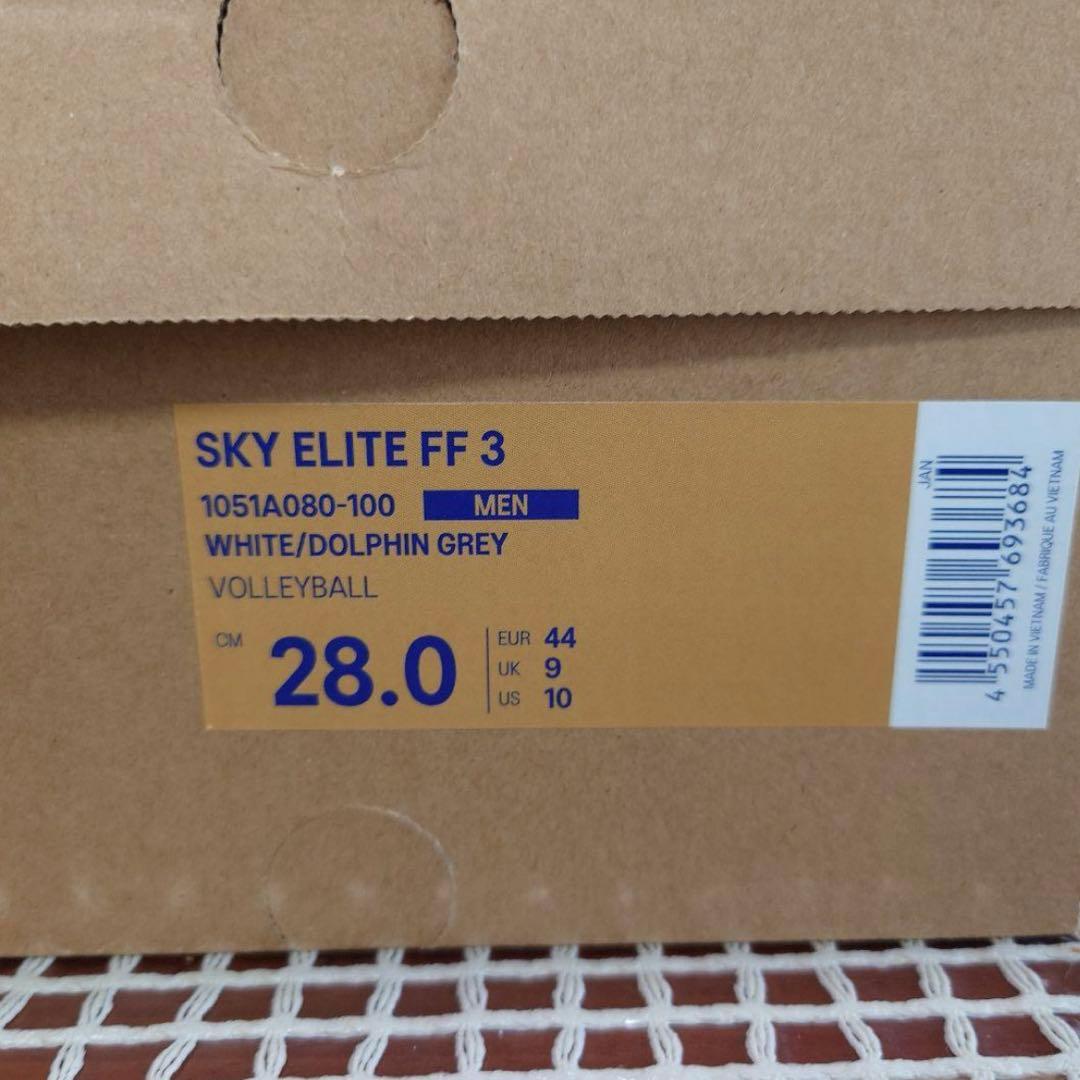 SKY ELITE FF 3
1051A080-100 MEN
WHITE/DOLPHIN GREY
VOLLEYBALL
CM 28.0
EUR 44
UK 9
US 10
JAN
4 550457 693684
MADE IN VIETNAM / FABRIQUE AU VIETNAM